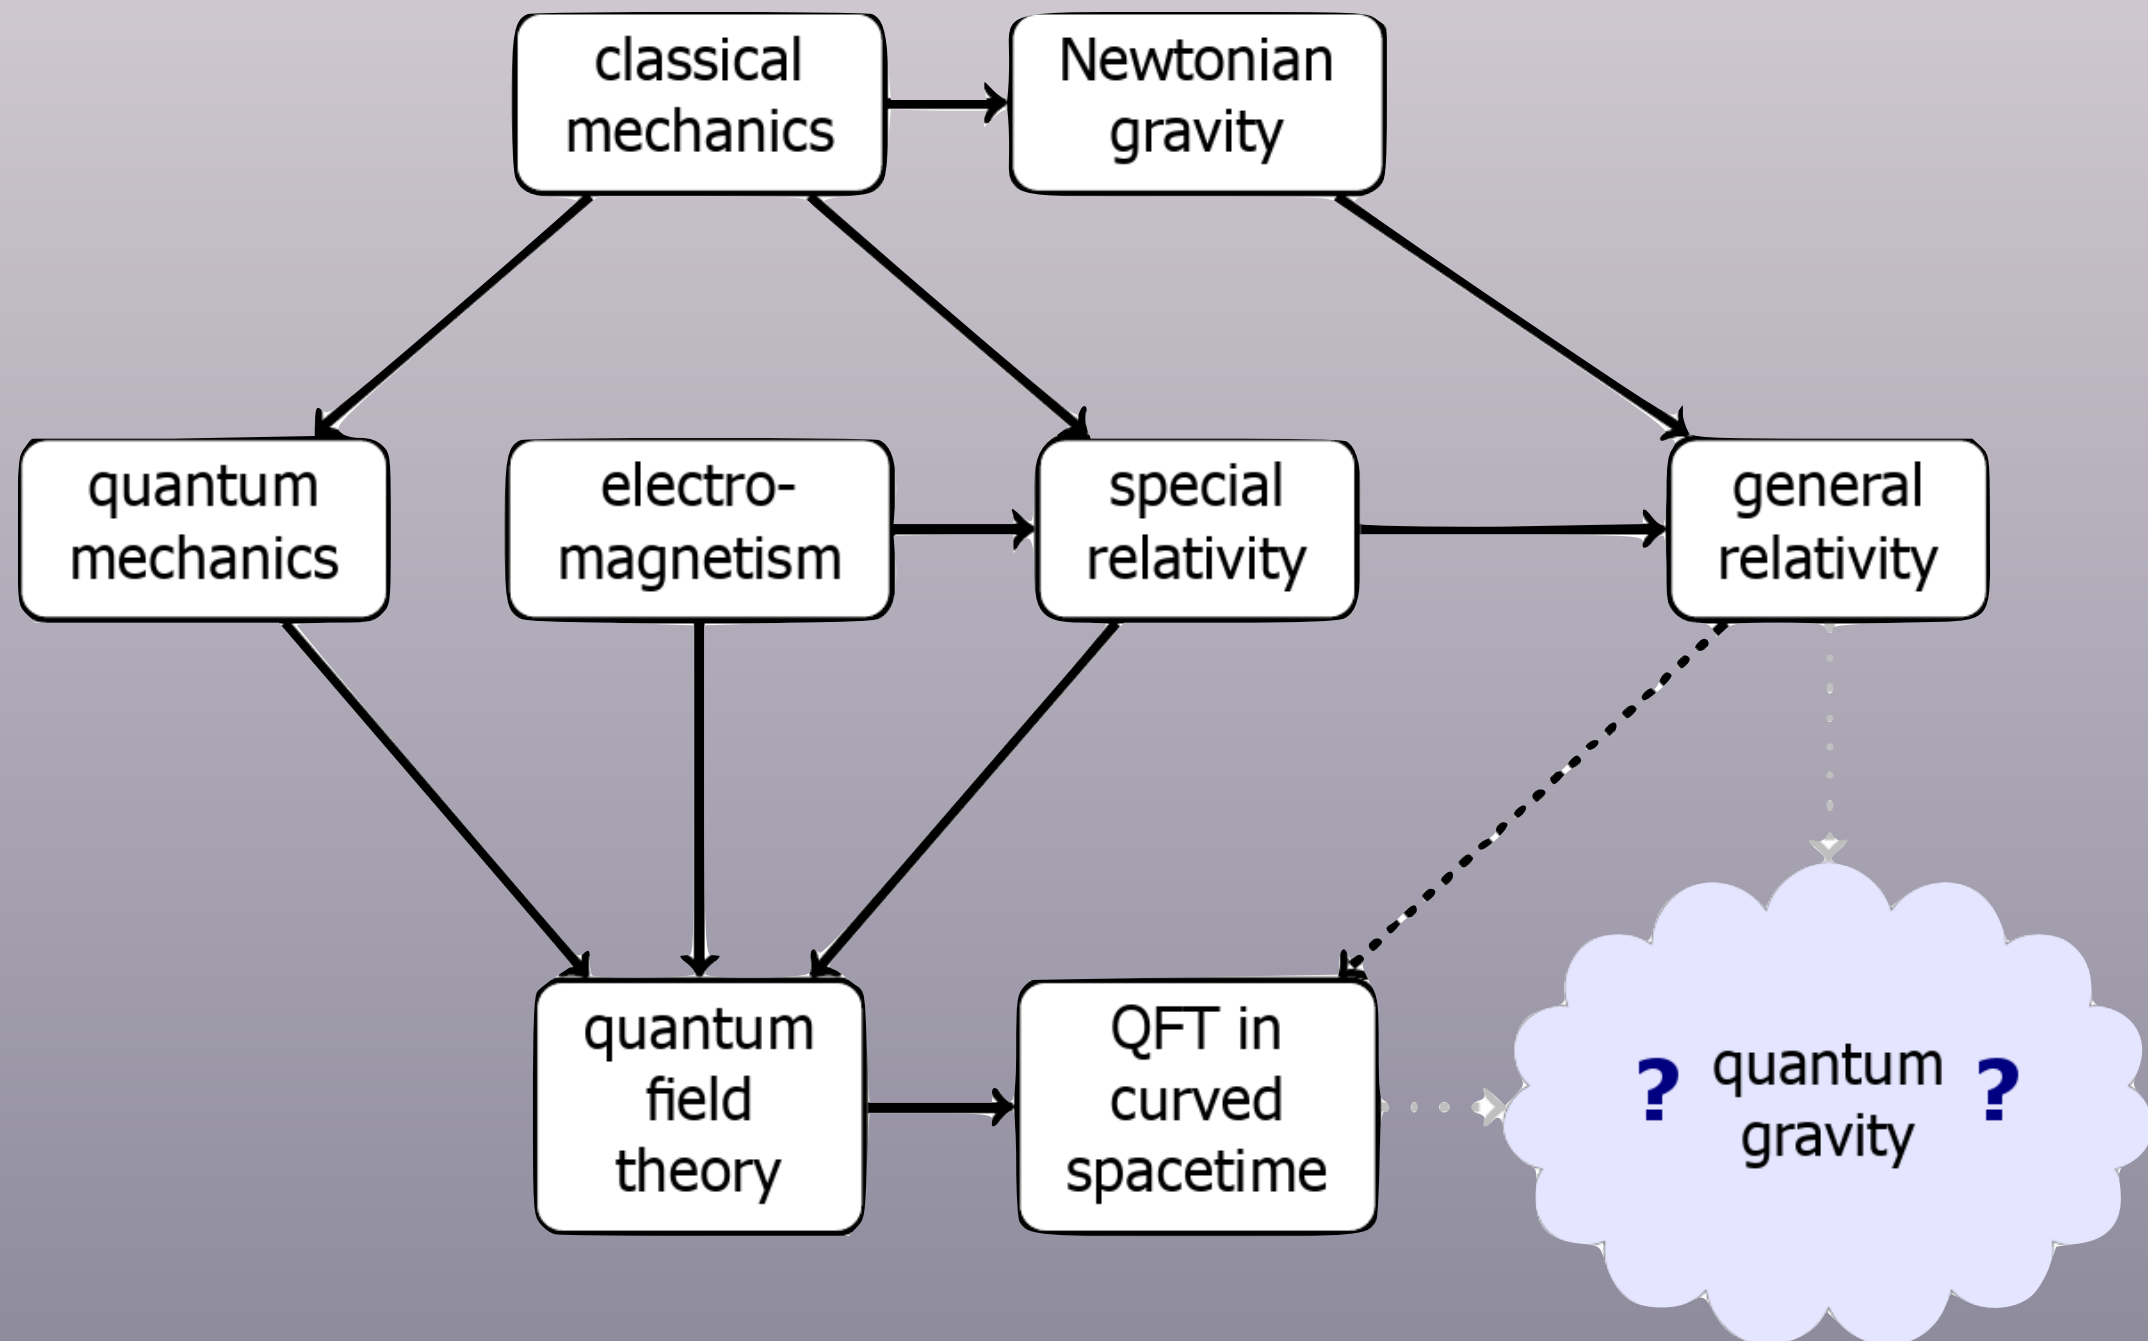 classical
mechanics
Newtonian
gravity
quantum
mechanics
electro-
magnetism
special
relativity
general
relativity
quantum
field
theory
QFT in
curved
spacetime
? quantum ?
gravity